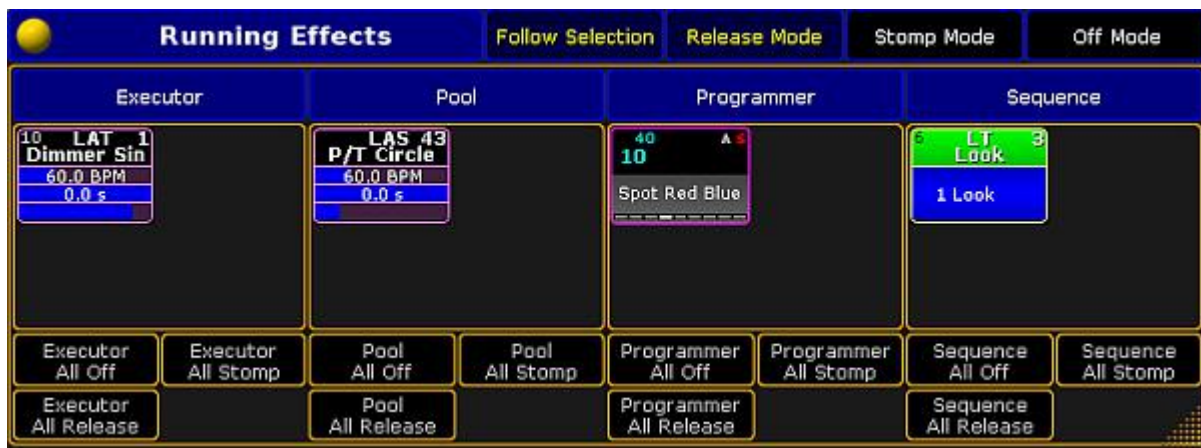 Running Effects Follow Selection Release Mode Stomp Mode Off Mode
Executor Pool Programmer Sequence
10 LAT 1
Dimmer Sin
60.0 BPM
0.0 s
LAS 43
P/T Circle
60.0 BPM
0.0 s
40 A S
10
Spot Red Blue
6 LT 3
Look
1 Look
Executor All Off
Executor All Stomp
Pool All Off
Pool All Stomp
Programmer All Off
Programmer All Stomp
Sequence All Off
Sequence All Stomp
Executor All Release
Pool All Release
Programmer All Release
Sequence All Release